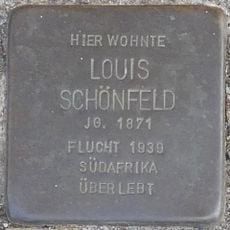 HIER WOHNTE
LOUIS
SCHÖNFELD
JG. 1871
FLUCHT 1939
SÜDAFRIKA
ÜBERLEBT